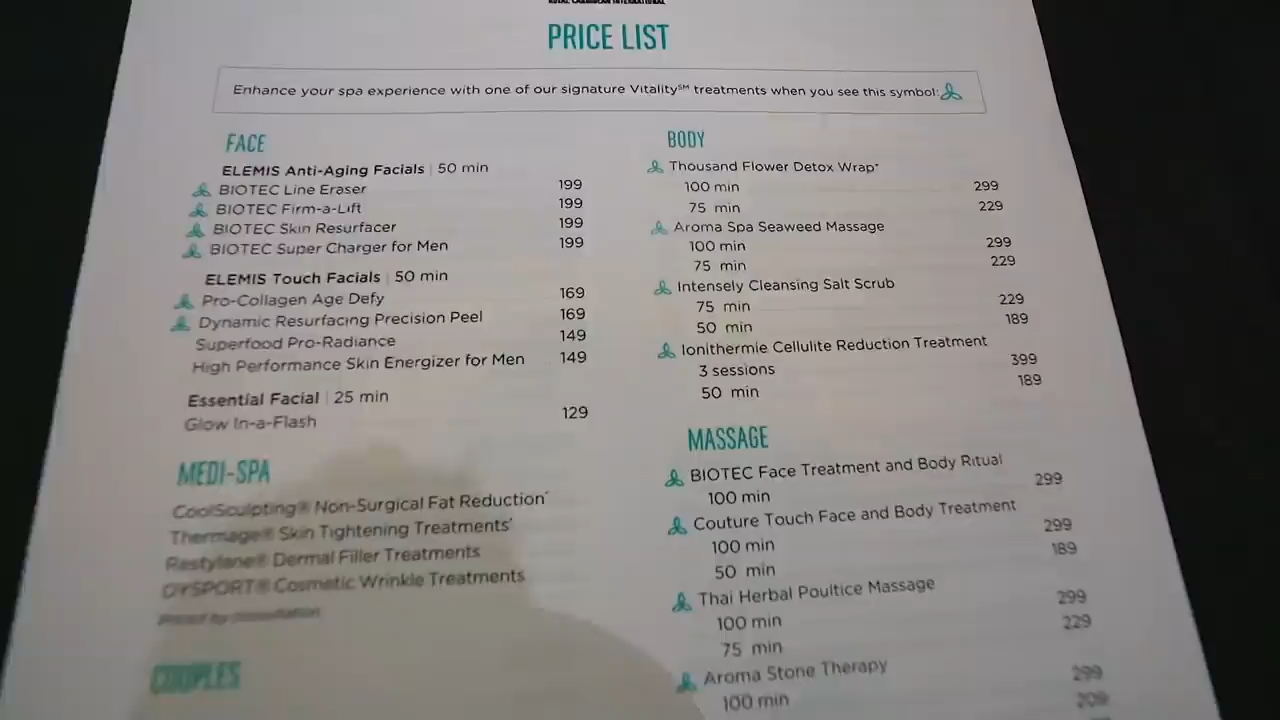 ROYAL CARIBBEAN INTERNATIONAL
PRICE LIST
Enhance your spa experience with one of our signature Vitality℠ treatments when you see this symbol:
FACE
ELEMIS Anti-Aging Facials | 50 min
BIOTEC Line Eraser 199
BIOTEC Firm-a-Lift 199
BIOTEC Skin Resurfacer 199
BIOTEC Super Charger for Men 199
ELEMIS Touch Facials | 50 min
Pro-Collagen Age Defy 169
Dynamic Resurfacing Precision Peel 169
Superfood Pro-Radiance 149
High Performance Skin Energizer for Men 149
Essential Facial | 25 min
Glow In-a-Flash 129
MEDI-SPA
CoolSculpting® Non-Surgical Fat Reduction*
Thermage® Skin Tightening Treatments*
Restylane® Dermal Filler Treatments
DYSPORT® Cosmetic Wrinkle Treatments
Priced by consultation
COUPLES
BODY
Thousand Flower Detox Wrap*
100 min 299
75 min 229
Aroma Spa Seaweed Massage
100 min 299
75 min 229
Intensely Cleansing Salt Scrub
75 min 229
50 min 189
Ionithermie Cellulite Reduction Treatment
3 sessions 399
50 min 189
MASSAGE
BIOTEC Face Treatment and Body Ritual
100 min 299
Couture Touch Face and Body Treatment
100 min 299
50 min 189
Thai Herbal Poultice Massage
100 min 299
75 min 229
Aroma Stone Therapy
100 min 299
209